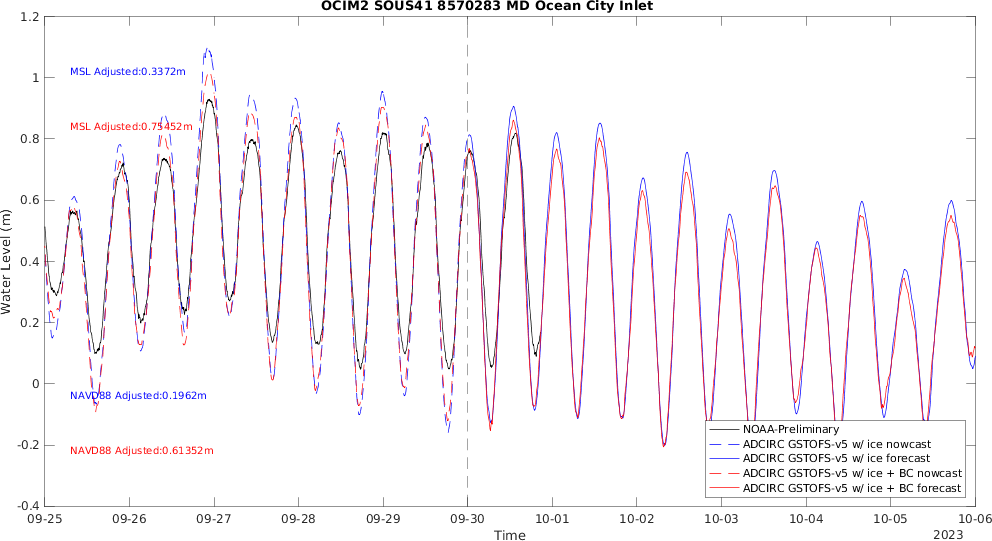 OCIM2 SOUS41 8570283 MD Ocean City Inlet
1.2
1
0.8
0.6
0.4
0.2
0
-0.2
-0.4
Water Level (m)
MSL Adjusted:0.3372m
MSL Adjusted:0.75452m
NAVD88 Adjusted:0.1962m
NAVD88 Adjusted:0.61352m
NOAA-Preliminary
ADCIRC GSTOFS-v5 w/ ice nowcast
ADCIRC GSTOFS-v5 w/ ice forecast
ADCIRC GSTOFS-v5 w/ ice + BC nowcast
ADCIRC GSTOFS-v5 w/ ice + BC forecast
09-25 09-26 09-27 09-28 09-29 09-30 10-01 10-02 10-03 10-04 10-05 10-06
Time
2023